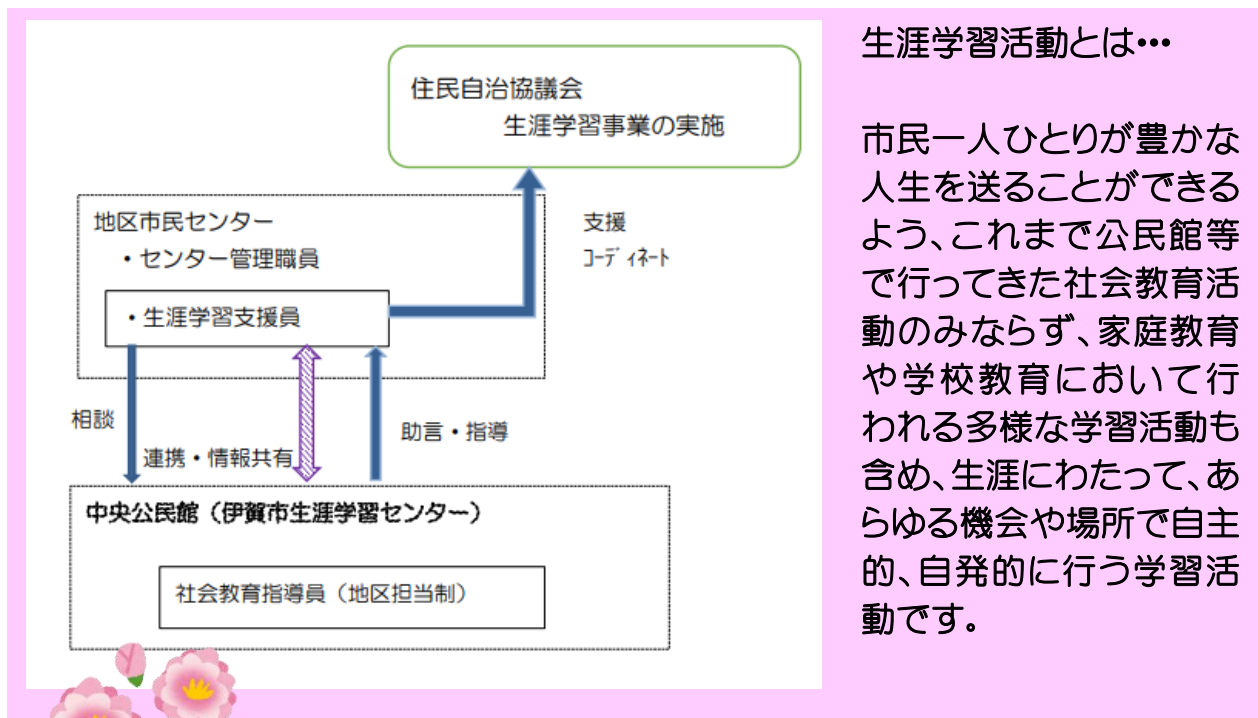 住民自治協議会
生涯学習事業の実施
地区市民センター
・センター管理職員
・生涯学習支援員
支援
ｺｰﾃﾞｨﾈｰﾄ
相談
連携・情報共有
助言・指導
中央公民館（伊賀市生涯学習センター）
社会教育指導員（地区担当制）
生涯学習活動とは…
市民一人ひとりが豊かな
人生を送ることができる
よう、これまで公民館等
で行ってきた社会教育活
動のみならず、家庭教育
や学校教育において行
われる多様な学習活動も
含め、生涯にわたって、あ
らゆる機会や場所で自主
的、自発的に行う学習活
動です。